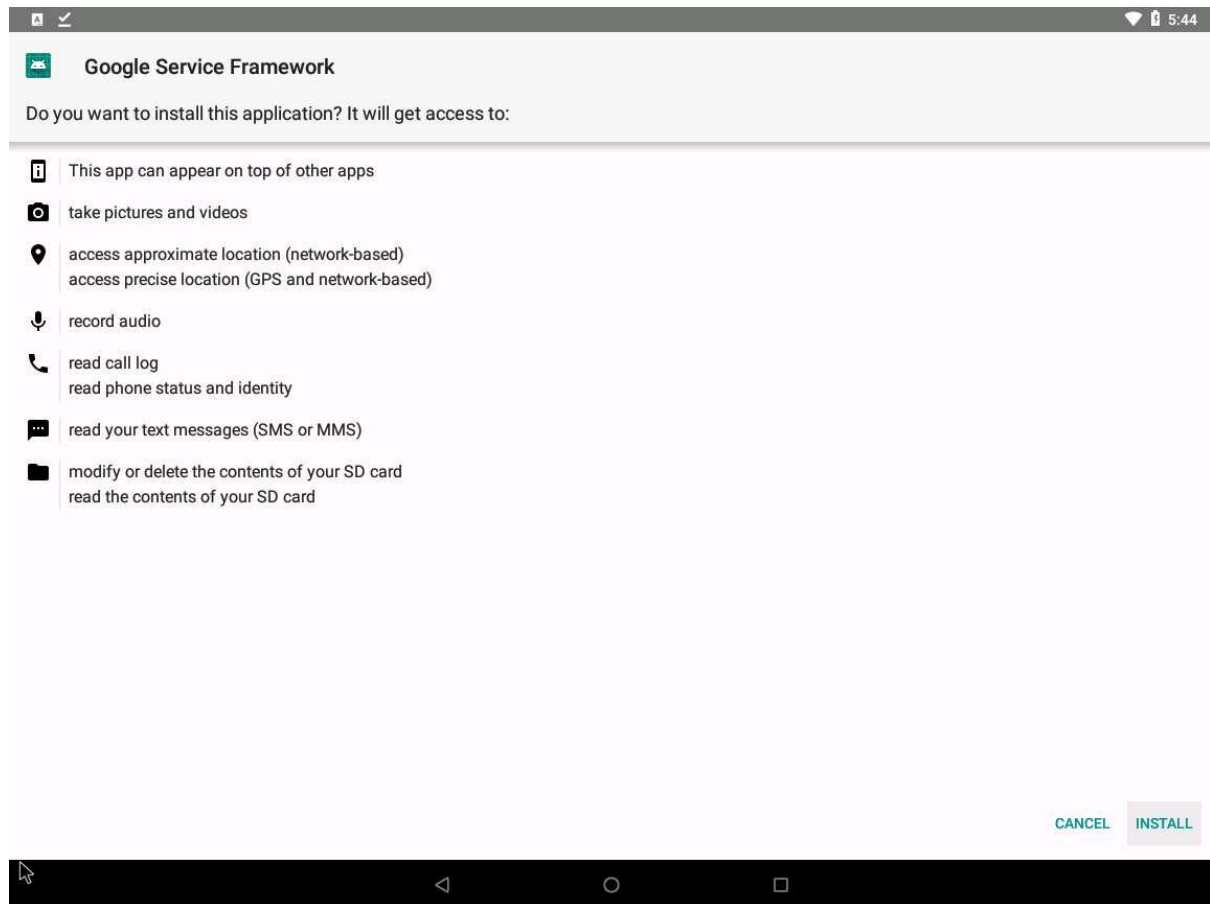 5:44
Google Service Framework
Do you want to install this application? It will get access to:
This app can appear on top of other apps
take pictures and videos
access approximate location (network-based)
access precise location (GPS and network-based)
record audio
read call log
read phone status and identity
read your text messages (SMS or MMS)
modify or delete the contents of your SD card
read the contents of your SD card
CANCEL INSTALL